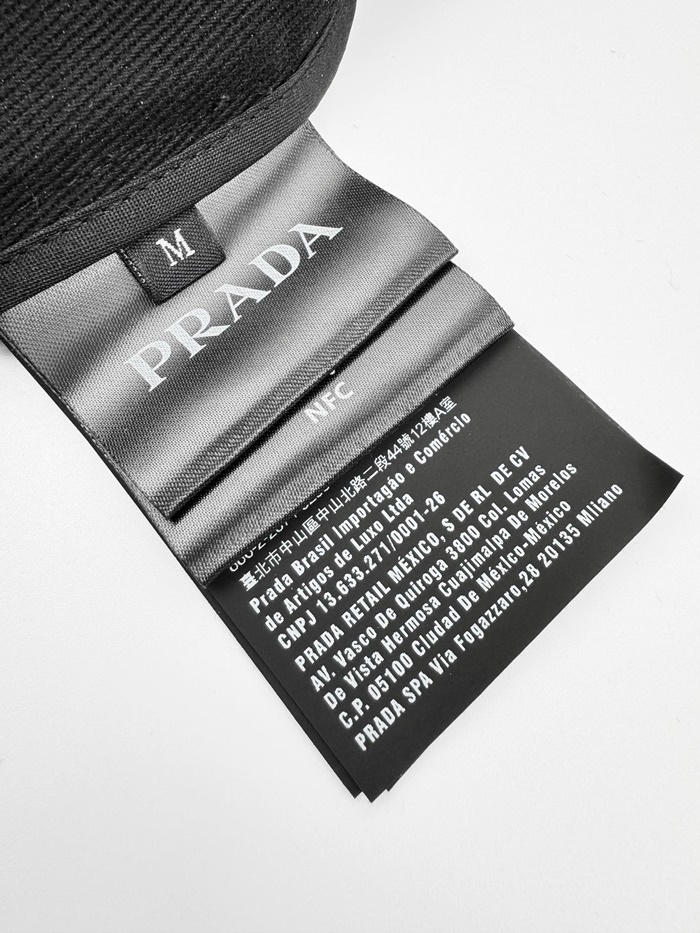 M
PRADA
NFC
臺北市中山區中山北路二段44號12樓A室
Prada Brasil Importagáo e Comércio
de Artigos de Luxo Ltda
CNPJ 13.633.271/0001-26
PRADA RETAIL MÉXICO, S DE RL DE CV
AV. Vasco De Quiroga 3800 Col. Lomas
De Vista Hermosa Cuajimalpa De Morelos
C.P. 05100 Ciudad De México-México
PRADA SPA Via Fogazzaro,28 20135 Milano